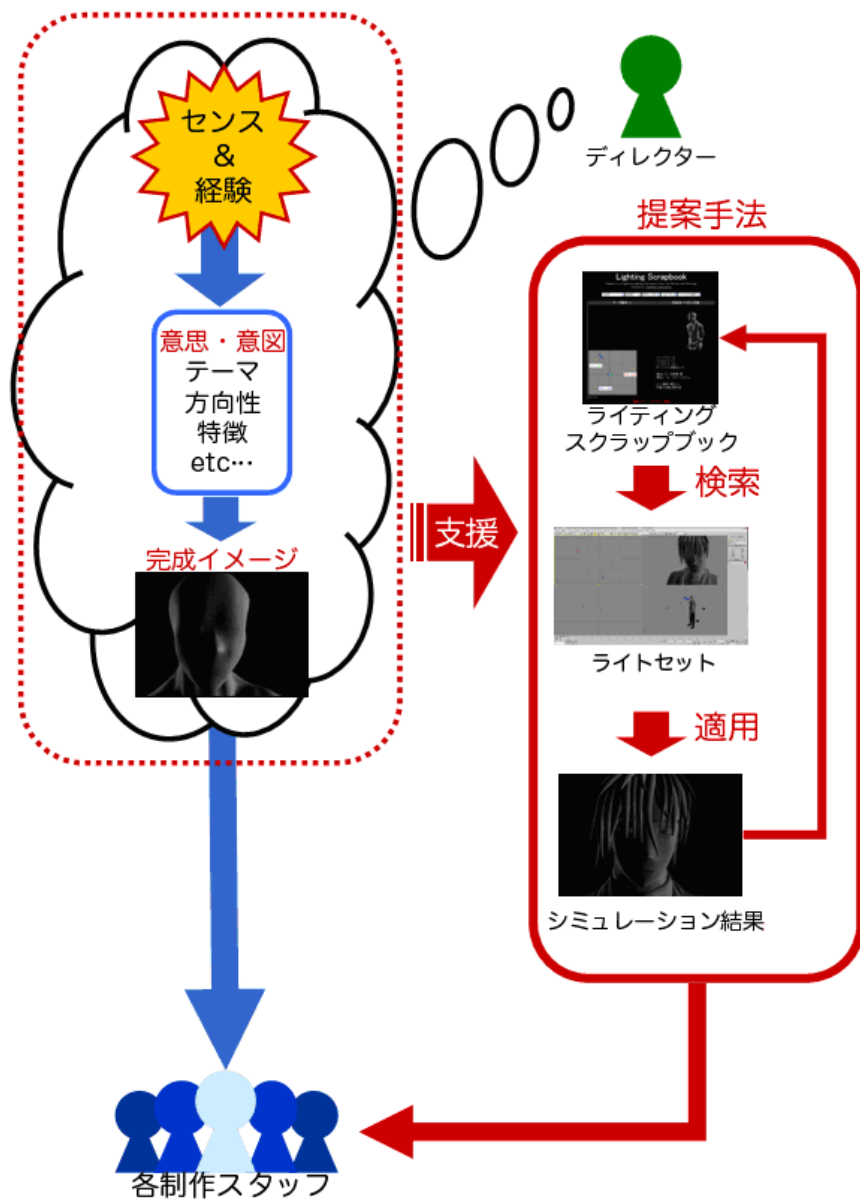 センス
&
経験
ディレクター
意思・意図
テーマ
方向性
特徴
etc…
完成イメージ
支援
提案手法
Lighting Scrapbook
ライティング
スクラップブック
検索
ライトセット
適用
シミュレーション結果
各制作スタッフ